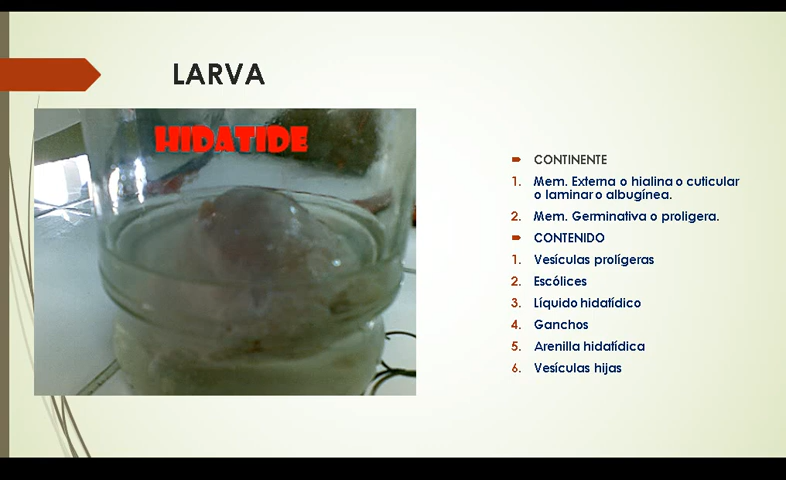 LARVA
HIDATIDE
CONTINENTE
1. Mem. Externa o hialina o cuticular
o laminar o albugínea.
2. Mem. Germinativa o proligera.
CONTENIDO
1. Vesículas prolígeras
2. Escólices
3. Líquido hidatídico
4. Ganchos
5. Arenilla hidatídica
6. Vesículas hijas